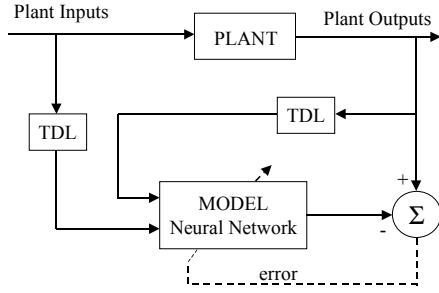 Plant Inputs
Plant Outputs
PLANT
TDL
TDL
MODEL
Neural Network
+
-
Σ
error